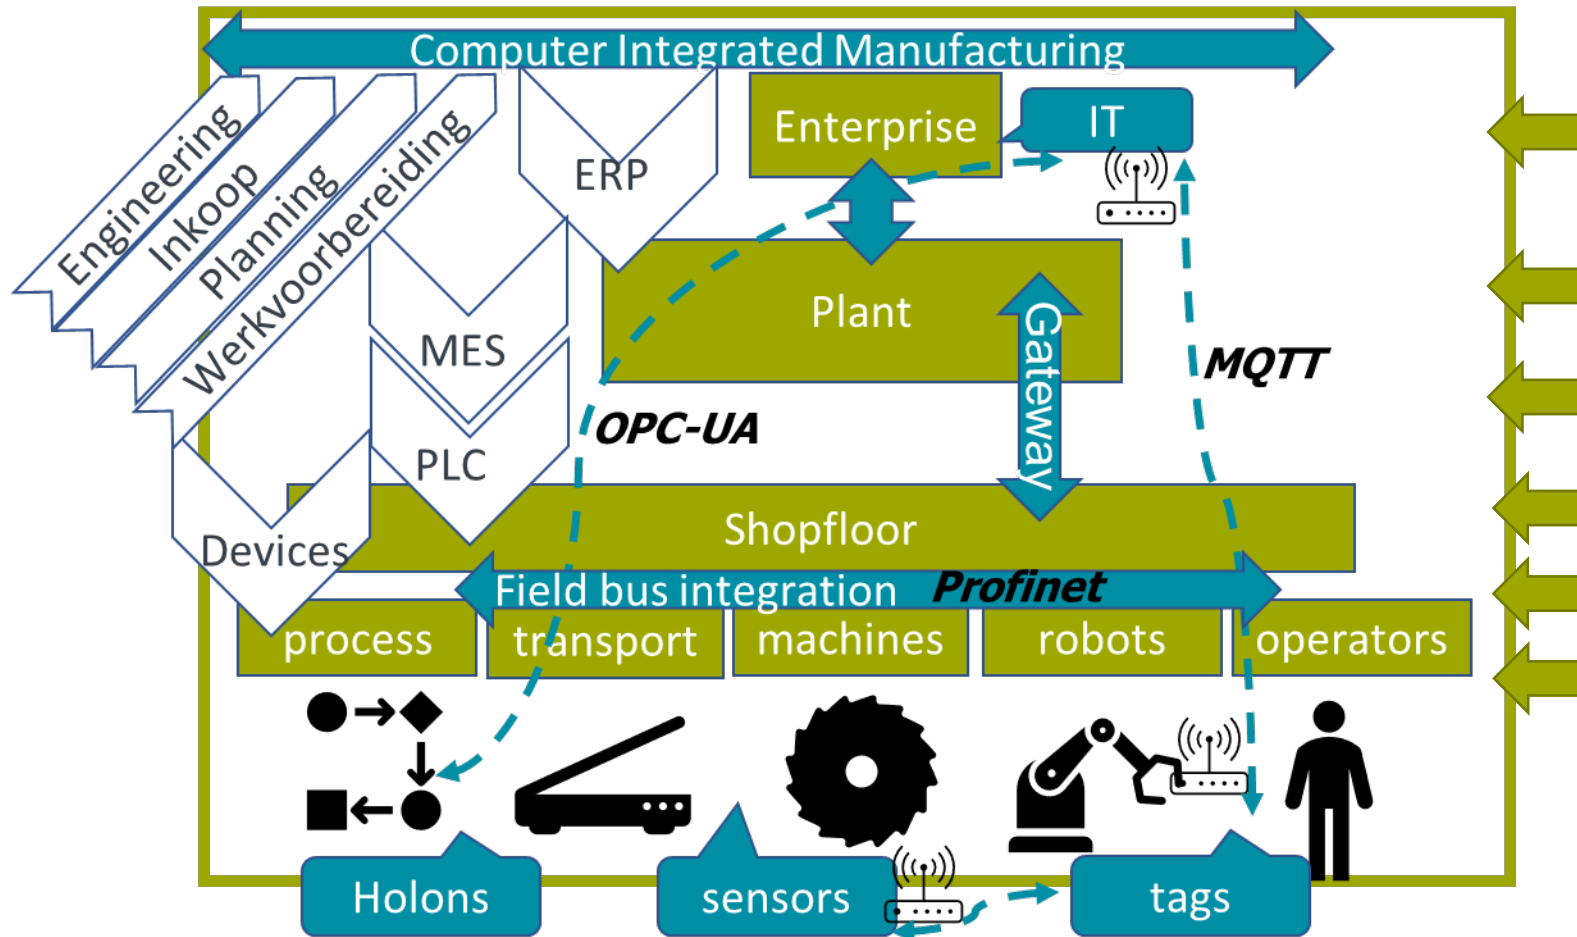 Computer Integrated Manufacturing
Engineering
Inkoop
Planning
Werkvoorbereiding
ERP
Enterprise
IT
MES
Plant
Gateway
MQTT
OPC-UA
PLC
Devices
Shopfloor
Field bus integration Profinet
process
transport
machines
robots
operators
Holons
sensors
tags